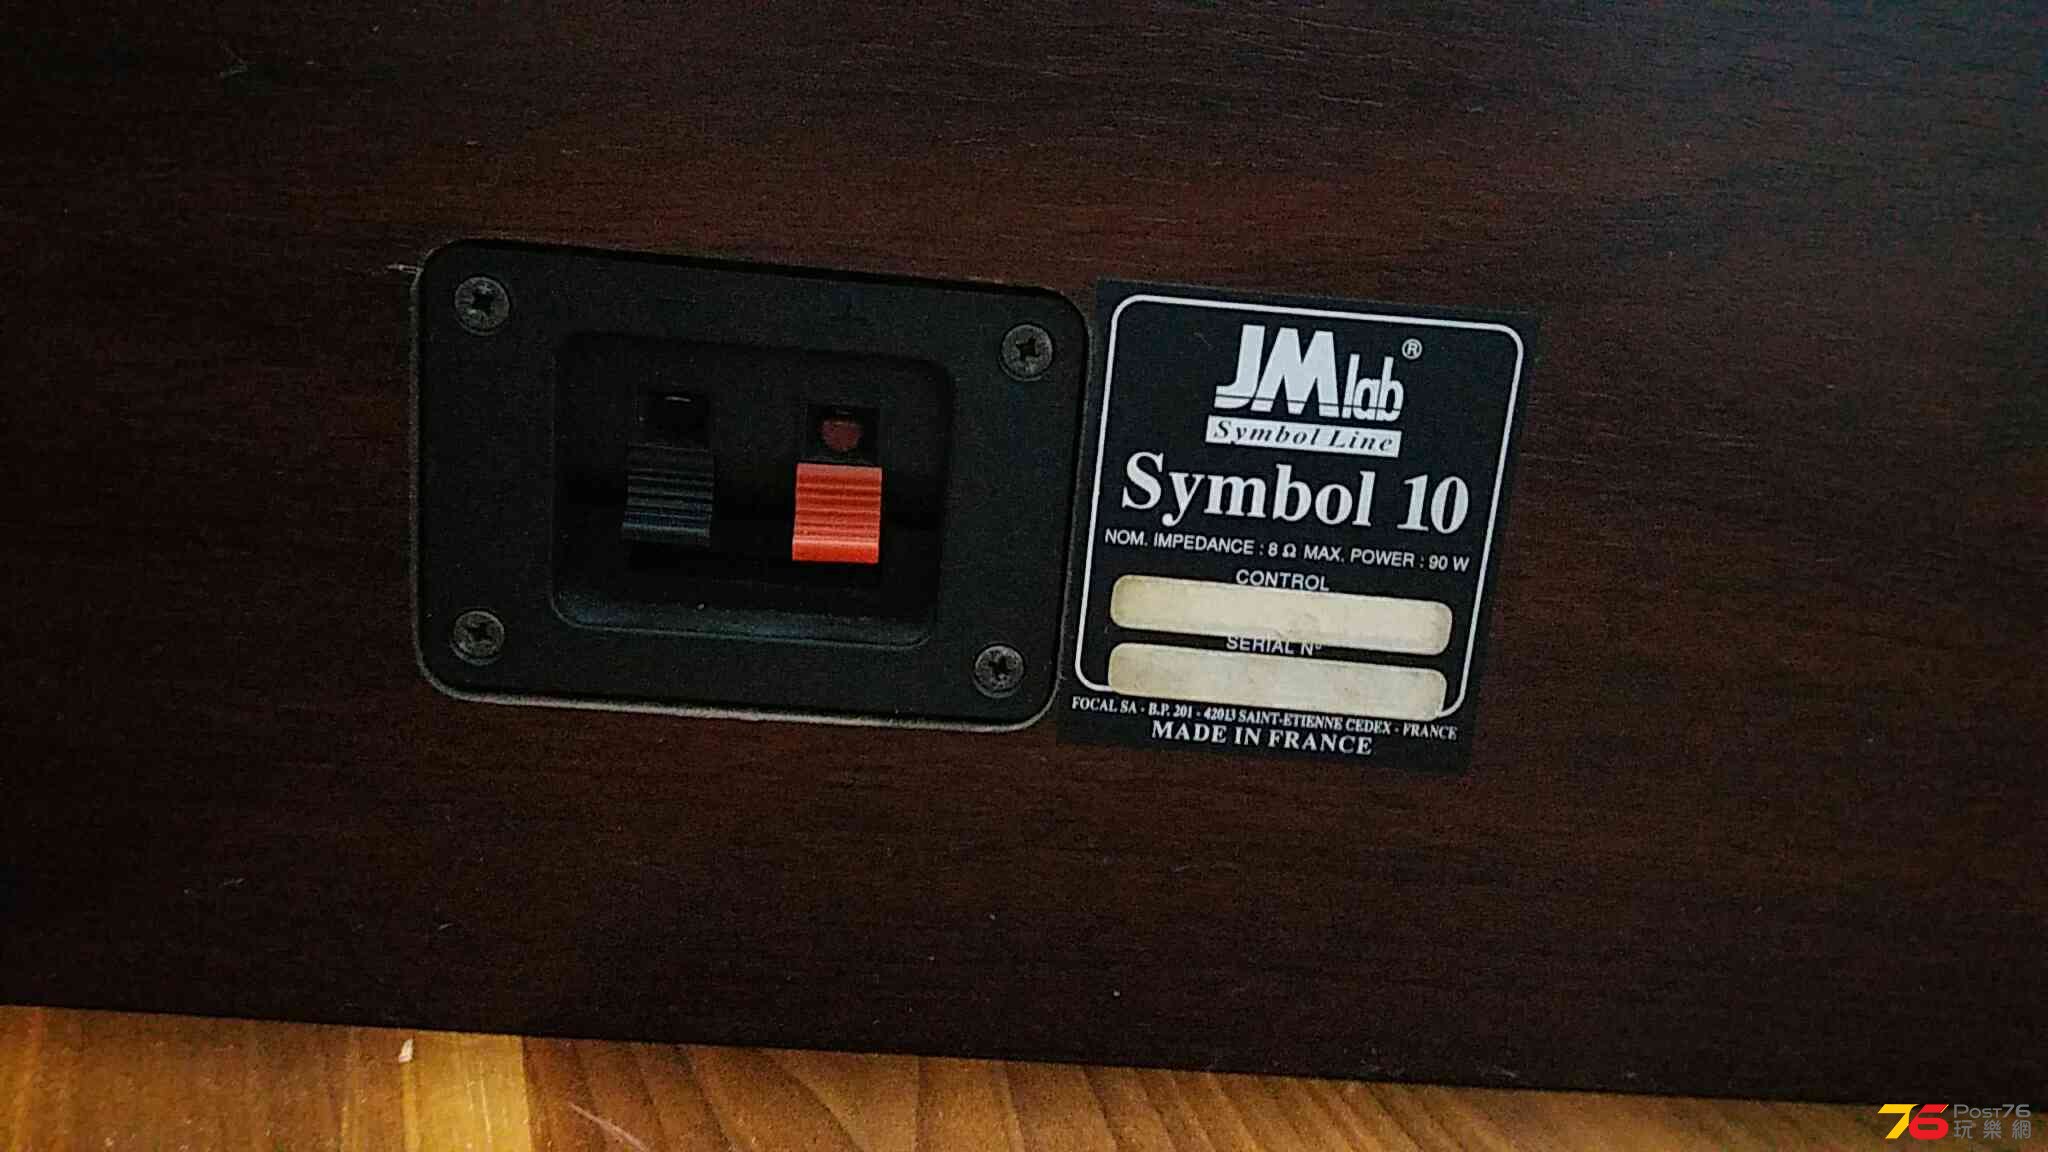 JMlab®
Symbol Line
Symbol 10
NOM. IMPEDANCE : 8 Ω MAX. POWER : 90 W
CONTROL
SERIAL N°
FOCAL SA - B.P. 201 - 42013 SAINT-ETIENNE CEDEX - FRANCE
MADE IN FRANCE
76 POST76
玩樂網